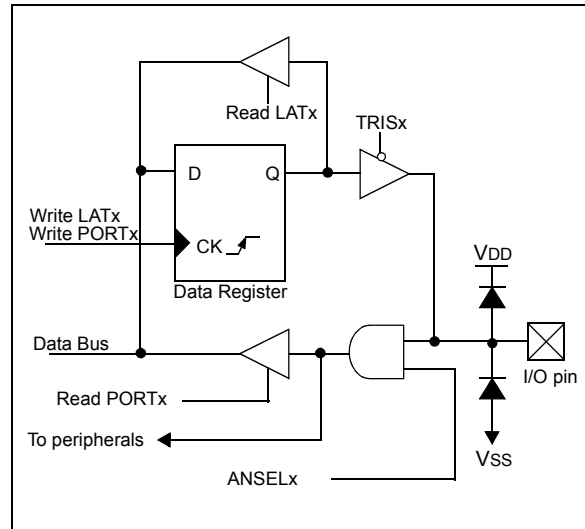 Read LATx
TRISx
D Q
Write LATx
Write PORTx
CK
Data Register
VDD
Data Bus
I/O pin
Read PORTx
To peripherals
VSS
ANSELx